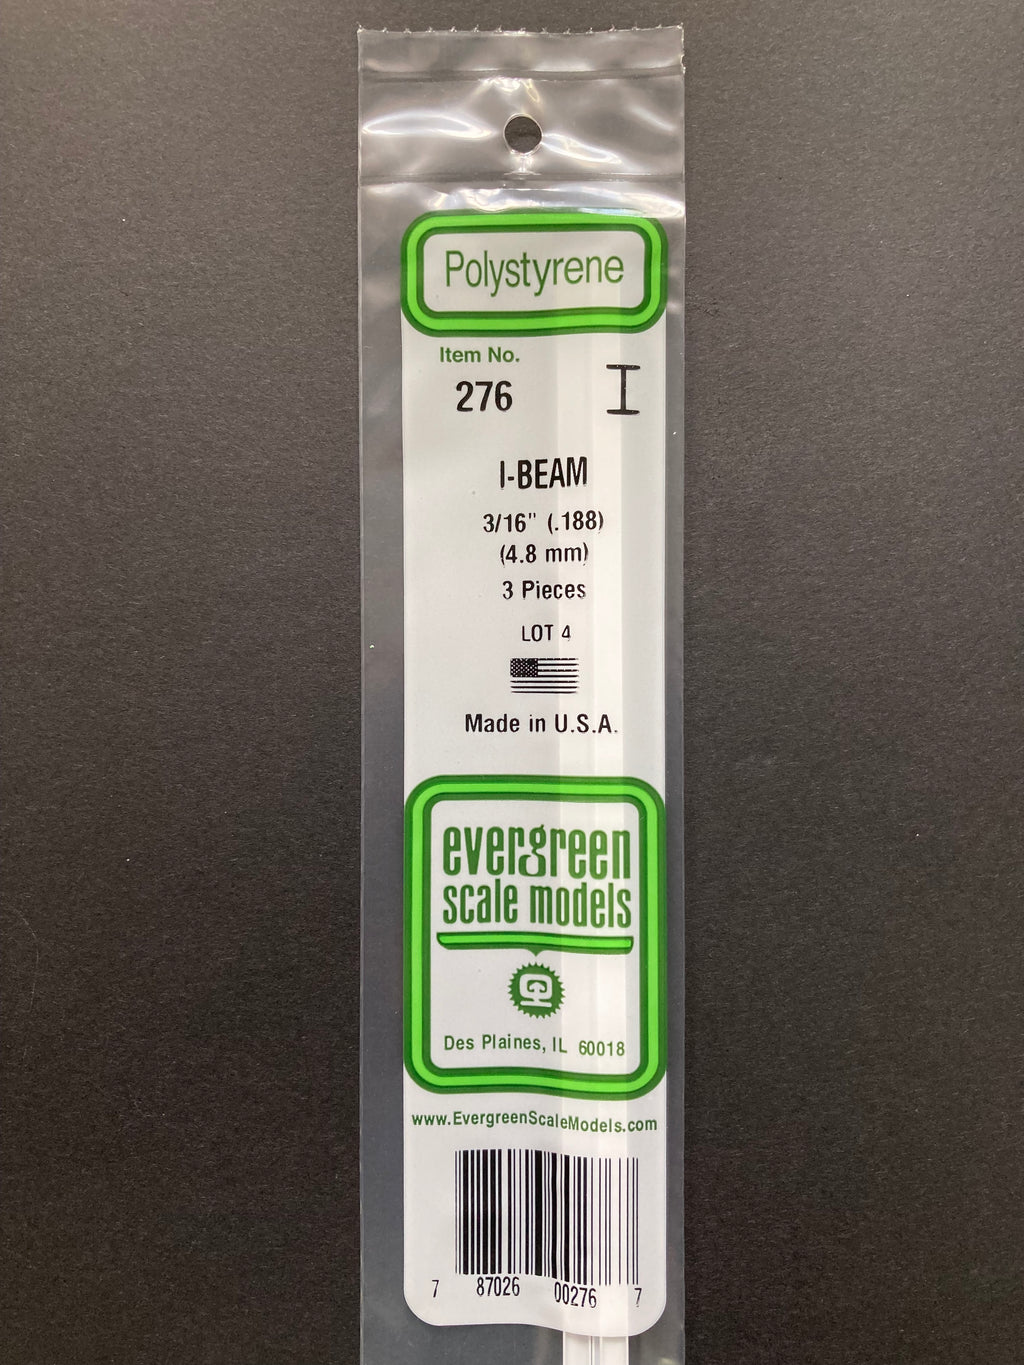 Polystyrene
Item No.
276
I-BEAM
3/16" (.188)
(4.8 mm)
3 Pieces
LOT 4
Made in U.S.A.
evergreen
scale models
Des Plaines, IL 60018
www.EvergreenScaleModels.com
7 87026 00276 7